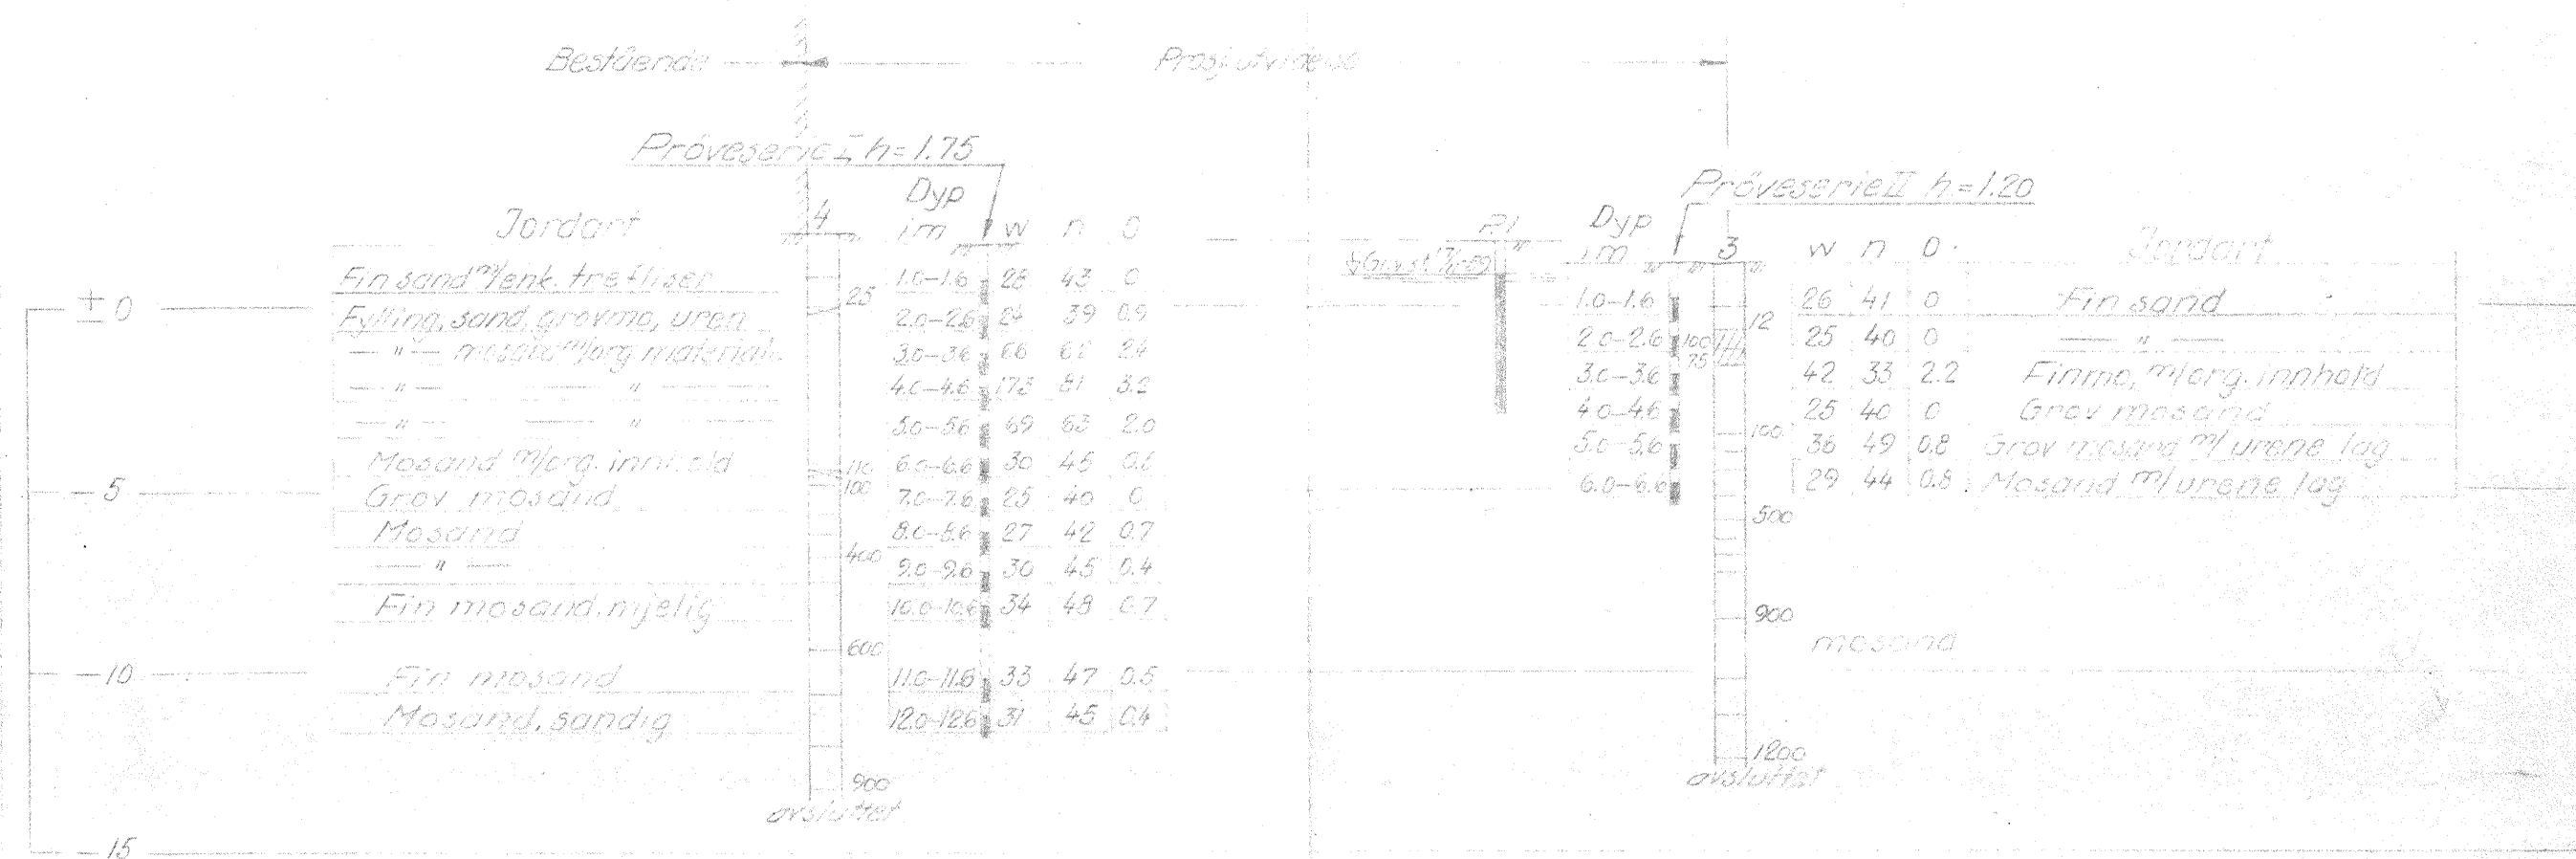 Bestående
Prøveserie I h=1.75
Jordart 4 Dyp i m w n O
Fin sand m/enk. trefliser 1.0-1.6 28 43 0
25
Fylling, sand, grovmo, uren 2.0-2.6 24 39 0.9
— " — mosand m/org. material. 3.0-3.6 66 62 2.4
— " — — " — 4.0-4.6 173 81 3.2
— " — — " — 5.0-5.6 69 63 2.0
Mosand m/org. innhold 6.0-6.6 30 45
Grov mosand 100 7.0-7.6 25 40 0
Mosand 8.0-8.6 27 42 0.7
— " — 400 9.0-9.6 30 45 0.4
Fin mosand, mjelig 10.0-10.6 34 48 0.7
600
Fin mosand 11.0-11.6 33 47 0.5
Mosand, sandig 12.0-12.6 31 45 0.4
900
avsluttet
± 0
5
10
15
Prosj. utvidelse
Prøveserie II h=1.20
Dyp i m 3 w n O Jordart
1.0-1.6 26 41 0 Fin sand
12
2.0-2.6 100 25 40 0 — " —
75
3.0-3.6 42 33 2.2 Finmo, m/org. innhold
4.0-4.6 25 40 0 Grov mosand
5.0-5.6 100 36 49 0.8 Grov mosand m/urene lag
6.0-6.6 29 44 0.8 Mosand m/urene lag
500
900
mosand
1200
avsluttet